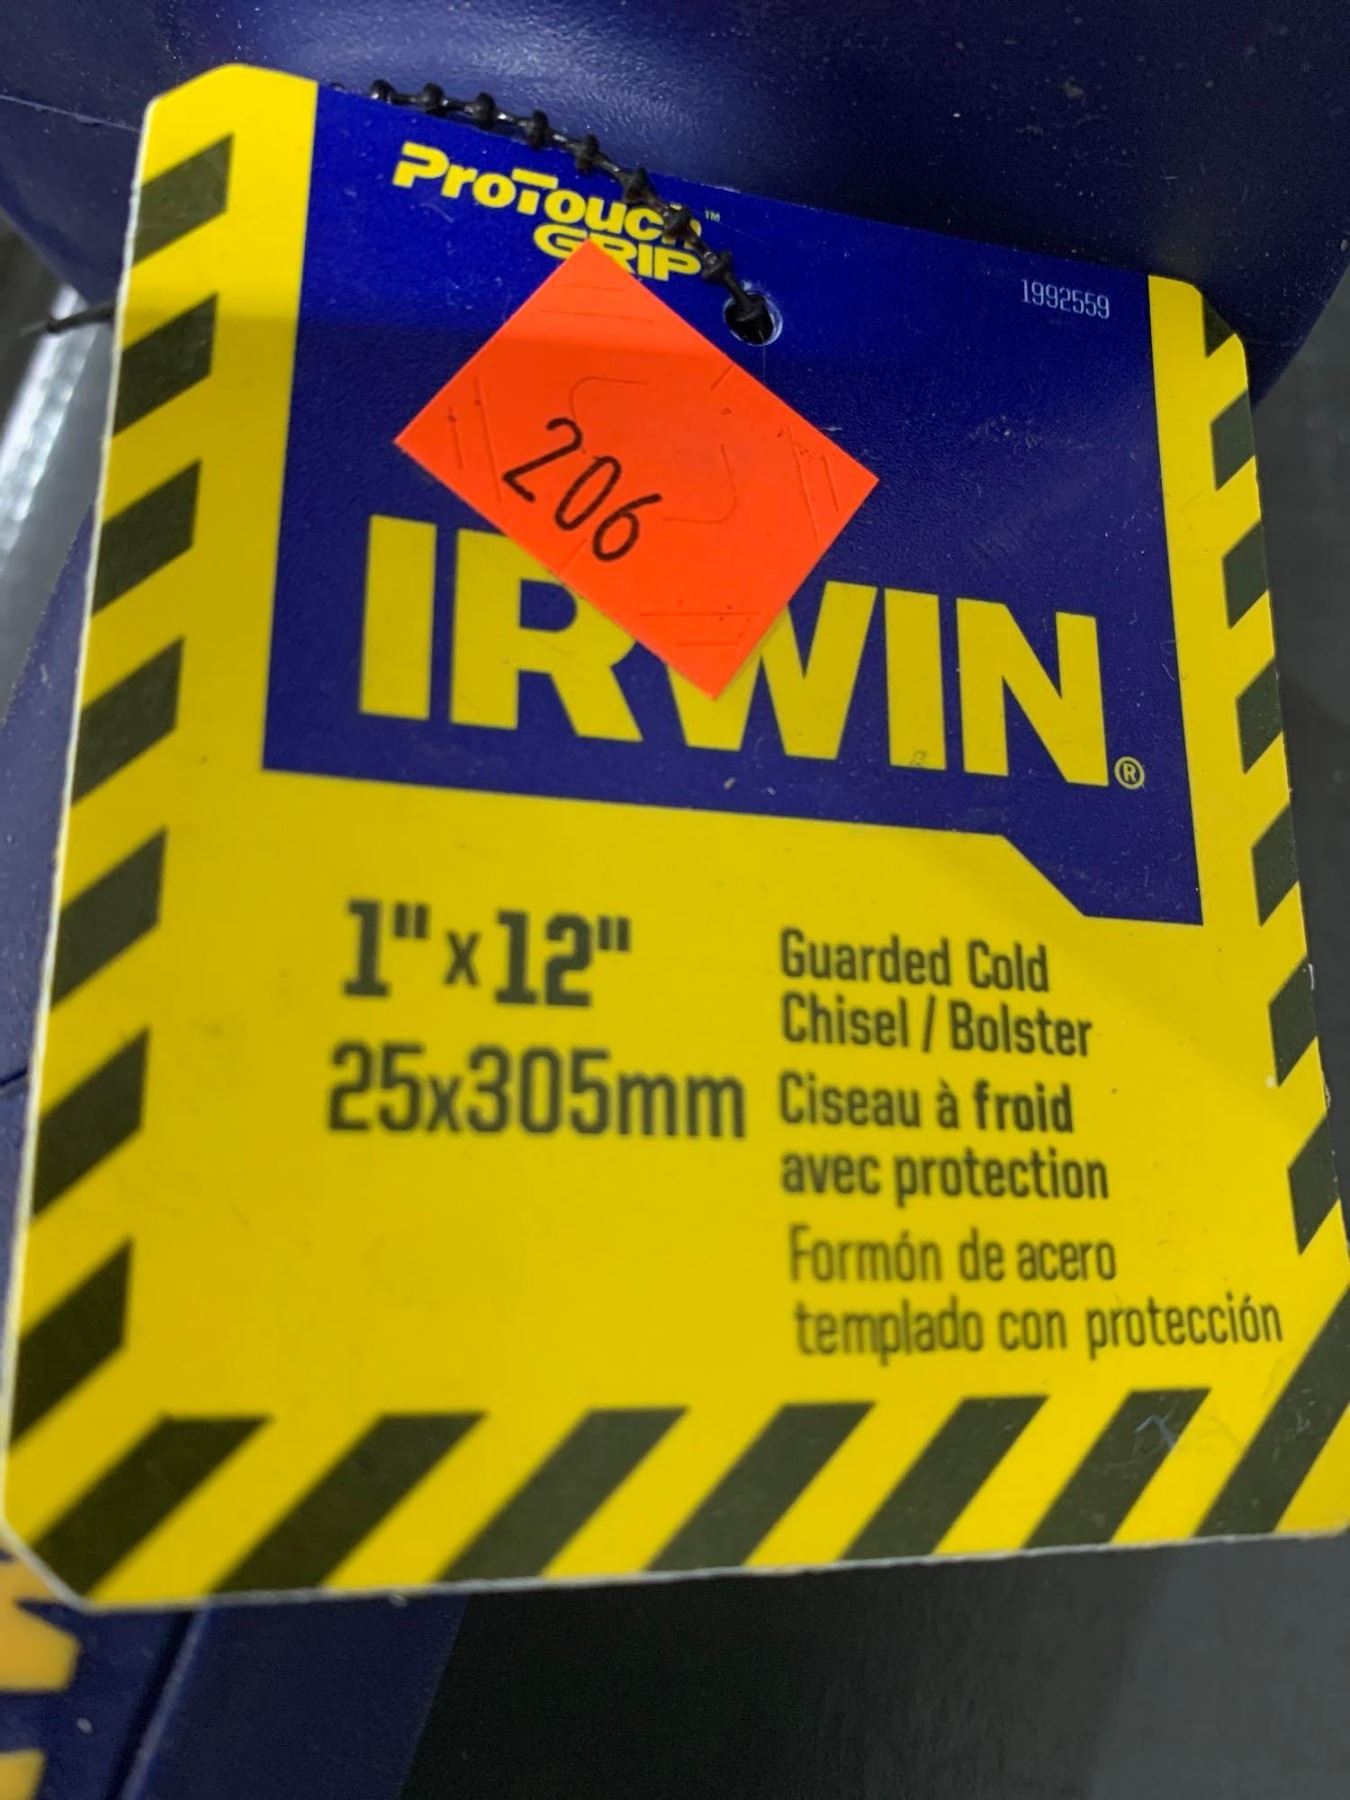 ProTouch™
GRIP
1992559
206
IRWIN®
1" x 12"
25x305mm
Guarded Cold
Chisel / Bolster
Ciseau à froid
avec protection
Formón de acero
templado con protección